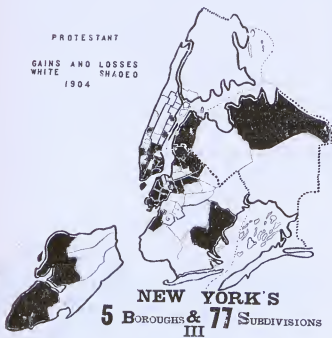 PROTESTANT
GAINS AND LOSSES
WHITE SHADED
1904
NEW YORK'S
5 BOROUGHS & 77 SUBDIVISIONS
III